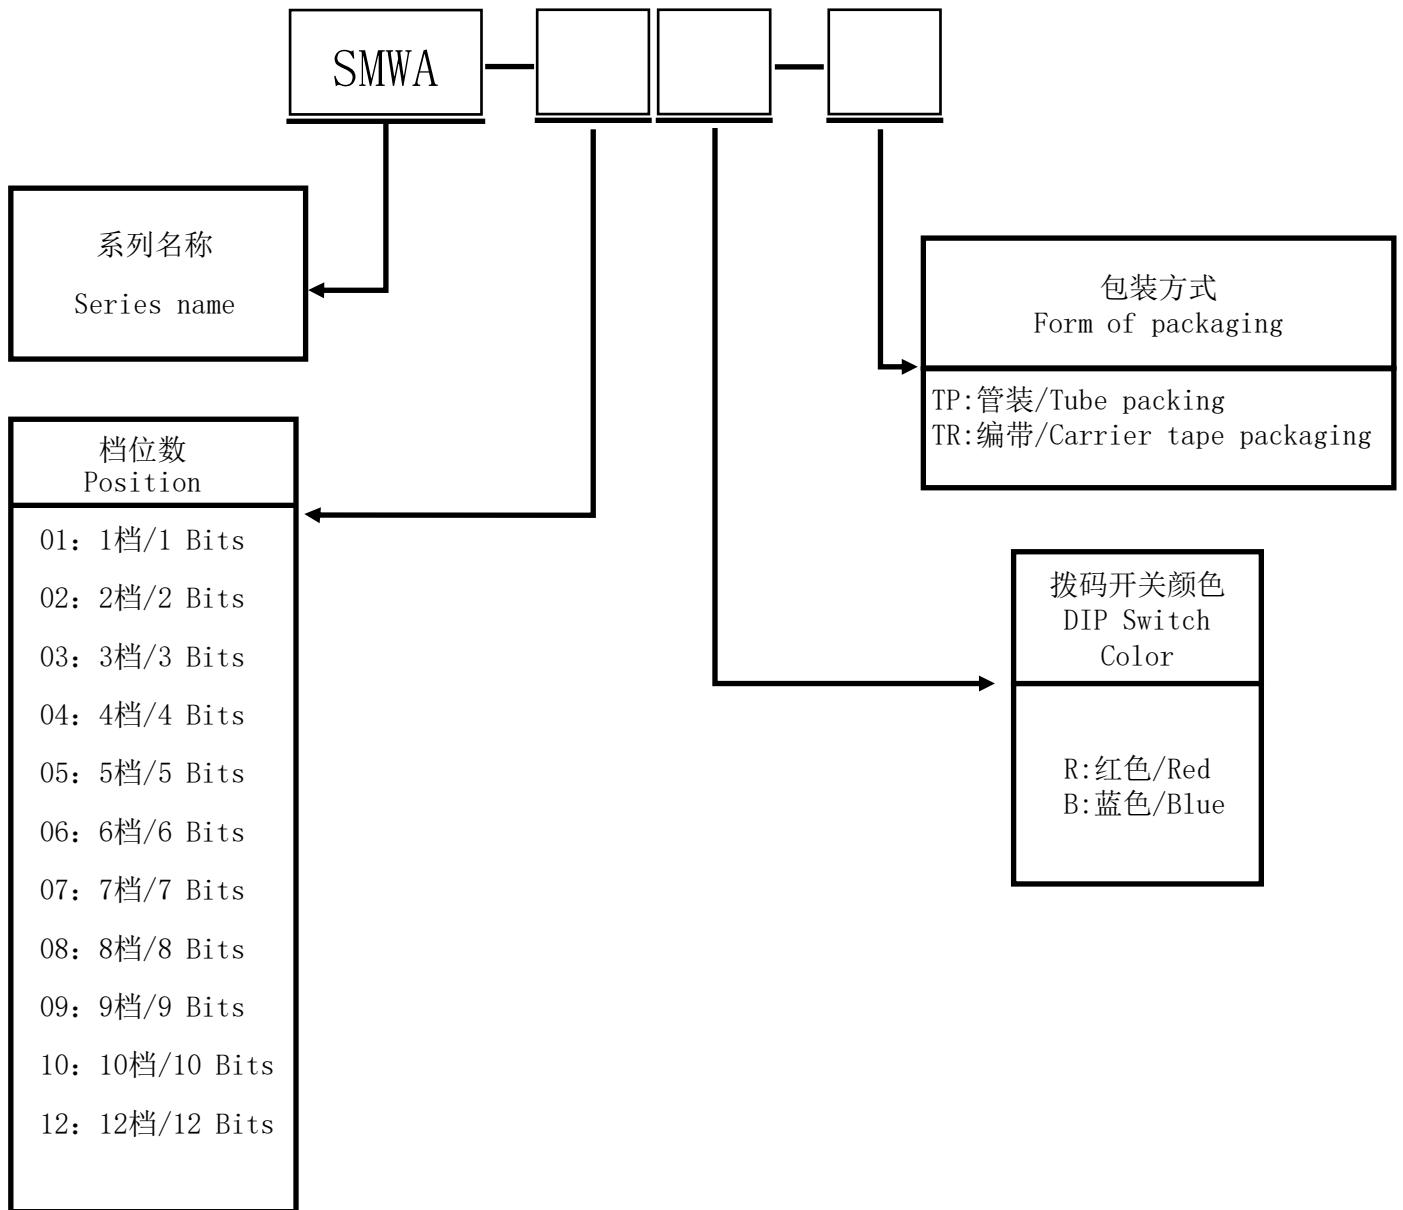 SMWA
系列名称
Series name
包装方式
Form of packaging
TP:管装/Tube packing
TR:编带/Carrier tape packaging
档位数
Position
01: 1档/1 Bits
02: 2档/2 Bits
03: 3档/3 Bits
04: 4档/4 Bits
05: 5档/5 Bits
06: 6档/6 Bits
07: 7档/7 Bits
08: 8档/8 Bits
09: 9档/9 Bits
10: 10档/10 Bits
12: 12档/12 Bits
拨码开关颜色
DIP Switch
Color
R:红色/Red
B:蓝色/Blue